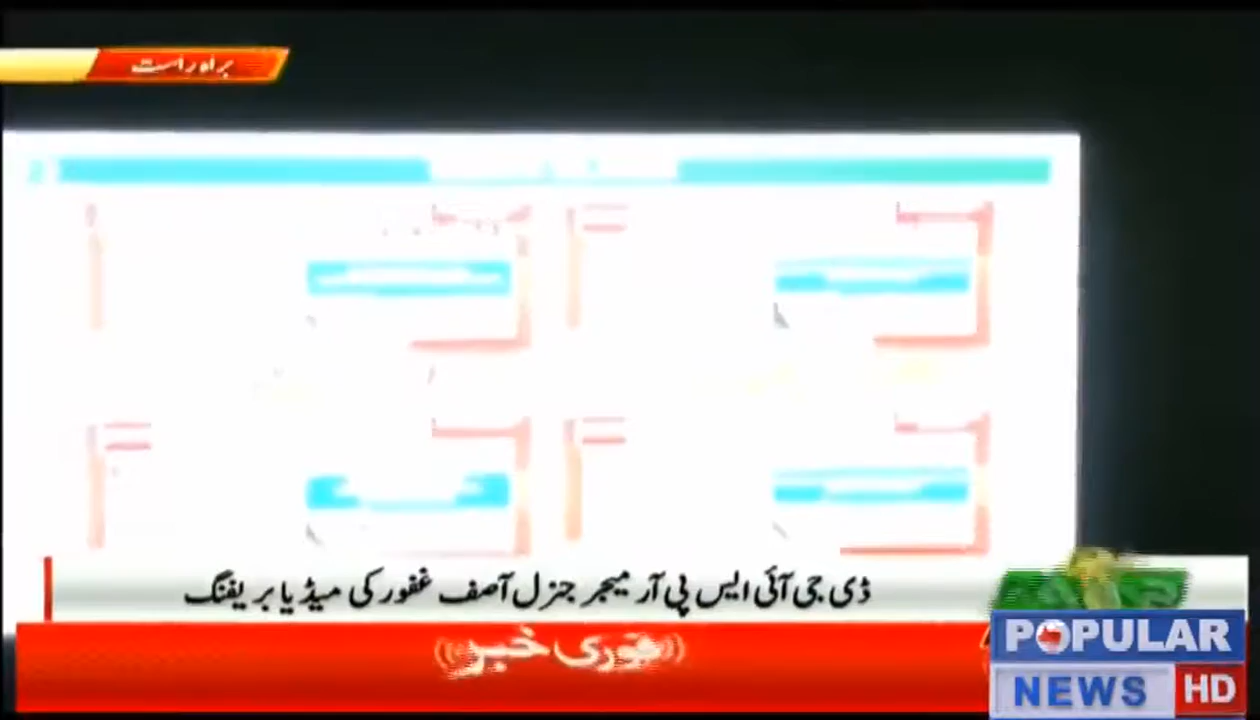 براہ راست
ڈی جی آئی ایس پی آر میجر جنرل آصف غفور کی میڈیا بریفنگ
فوری خبر
POPULAR
NEWS HD